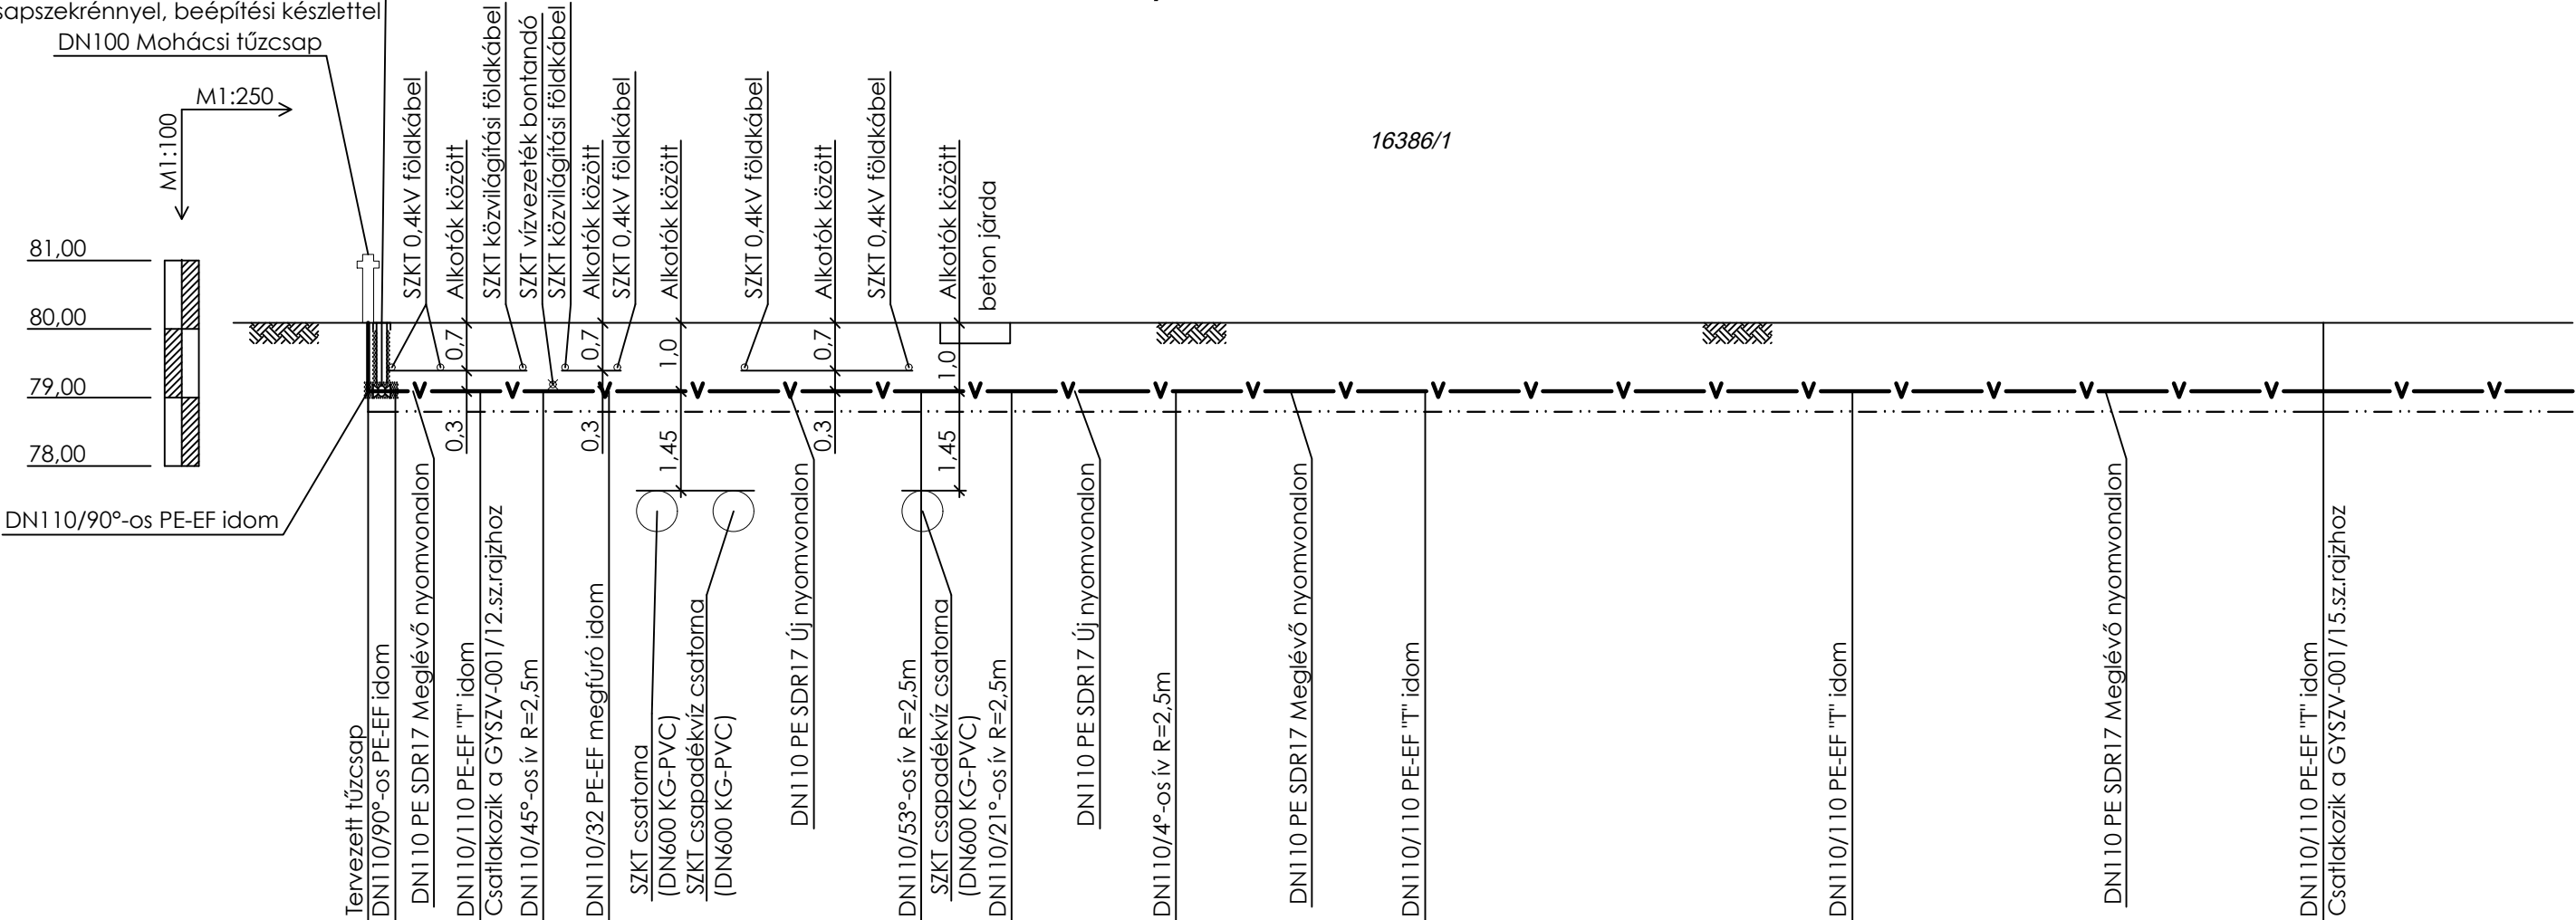 sapszekrénnyel, beépítési készlettel
DN100 Mohácsi tűzcsap
M1:250
M1:100
81,00
80,00
79,00
78,00
DN110/90°-os PE-EF idom
SZKT 0,4kV földkábel
Alkotók között
SZKT közvilágítási földkábel
SZKT vízvezeték bontandó
SZKT közvilágítási földkábel
Alkotók között
SZKT 0,4kV földkábel
Alkotók között
SZKT 0,4kV földkábel
Alkotók között
SZKT 0,4kV földkábel
Alkotók között
beton járda
16386/1
0,7
0,7
1,0
0,7
1,0
V V V V V V V V V V V V V V V V V V V V V V V
0,3
0,3
1,45
0,3
1,45
Tervezett tűzcsap
DN110/90°-os PE-EF idom
DN110 PE SDR17 Meglévő nyomvonalon
DN110/110 PE-EF "T" idom
Csatlakozik a GYSZV-001/12.sz.rajzhoz
DN110/45°-os ív R=2,5m
DN110/32 PE-EF megfúró idom
SZKT csatorna
(DN600 KG-PVC)
SZKT csapadékvíz csatorna
(DN600 KG-PVC)
DN110 PE SDR17 Új nyomvonalon
DN110/53°-os ív R=2,5m
SZKT csapadékvíz csatorna
(DN600 KG-PVC)
DN110/21°-os ív R=2,5m
DN110 PE SDR17 Új nyomvonalon
DN110/4°-os ív R=2,5m
DN110 PE SDR17 Meglévő nyomvonalon
DN110/110 PE-EF "T" idom
DN110/110 PE-EF "T" idom
DN110 PE SDR17 Meglévő nyomvonalon
DN110/110 PE-EF "T" idom
Csatlakozik a GYSZV-001/15.sz.rajzhoz